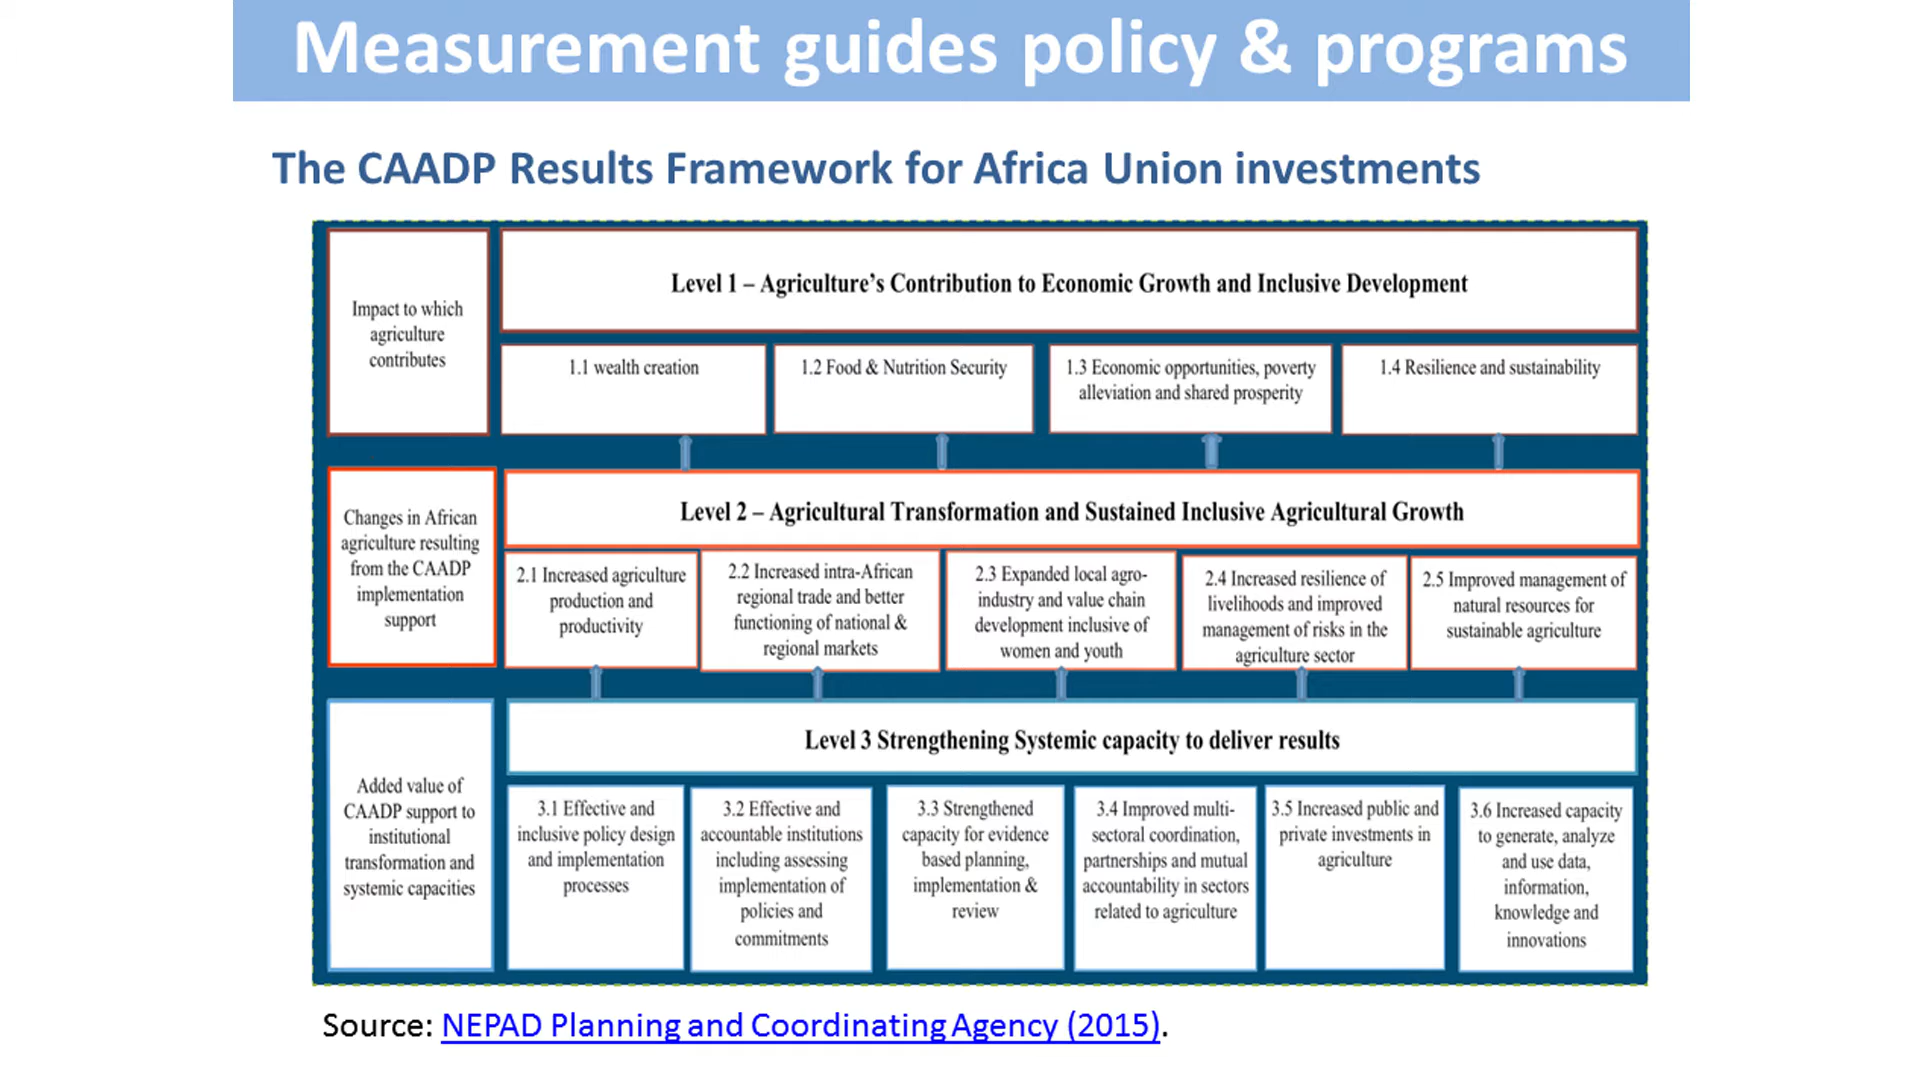 Measurement guides policy & programs
The CAADP Results Framework for Africa Union investments
Impact to which
agriculture
contributes
Level 1 – Agriculture’s Contribution to Economic Growth and Inclusive Development
1.1 wealth creation
1.2 Food & Nutrition Security
1.3 Economic opportunities, poverty
alleviation and shared prosperity
1.4 Resilience and sustainability
Changes in African
agriculture resulting
from the CAADP
implementation
support
Level 2 – Agricultural Transformation and Sustained Inclusive Agricultural Growth
2.1 Increased agriculture
production and
productivity
2.2 Increased intra-African
regional trade and better
functioning of national &
regional markets
2.3 Expanded local agro-
industry and value chain
development inclusive of
women and youth
2.4 Increased resilience of
livelihoods and improved
management of risks in the
agriculture sector
2.5 Improved management of
natural resources for
sustainable agriculture
Added value of
CAADP support to
institutional
transformation and
systemic capacities
Level 3 Strengthening Systemic capacity to deliver results
3.1 Effective and
inclusive policy design
and implementation
processes
3.2 Effective and
accountable institutions
including assessing
implementation of
policies and
commitments
3.3 Strengthened
capacity for evidence
based planning,
implementation &
review
3.4 Improved multi-
sectoral coordination,
partnerships and mutual
accountability in sectors
related to agriculture
3.5 Increased public and
private investments in
agriculture
3.6 Increased capacity
to generate, analyze
and use data,
information,
knowledge and
innovations
Source: NEPAD Planning and Coordinating Agency (2015).